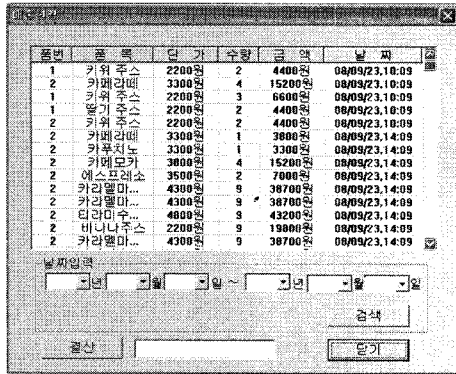 품번 품 목 단 가 수량 금 액 날 짜
1 키위 주스 2200원 2 4400원 08/09/23,10:09
2 카페라떼 3300원 4 15200원 08/09/23,14:09
1 키위 주스 2200원 3 6600원 08/09/23,14:09
1 딸기 주스 2200원 2 4400원 08/09/23,14:09
2 키위 주스 2200원 2 4400원 08/09/23,14:09
2 카페라떼 3300원 1 3800원 08/09/23,14:09
2 카푸치노 3300원 1 3300원 08/09/23,14:09
2 카페모카 3800원 4 15200원 08/09/23,14:09
2 에스프레소 3500원 2 7000원 08/09/23,14:09
2 카라멜마... 4300원 9 38700원 08/09/23,14:09
2 카라멜마... 4300원 9 38700원 08/09/23,14:09
2 티라미수... 4800원 9 43200원 08/09/23,14:09
2 바나나주스 2200원 9 19800원 08/09/23,14:09
2 카라멜마... 4300원 9 38700원 08/09/23,14:09
날짜입력
년 월 일 ~ 년 월 일
검색
결산 닫기